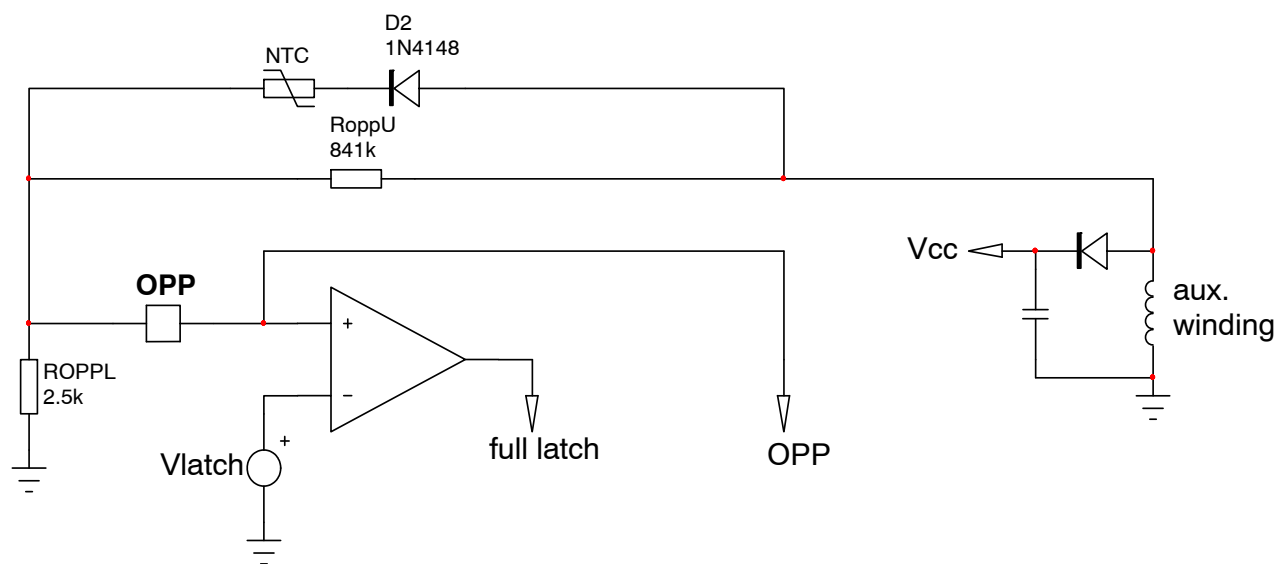 D2
1N4148
NTC
RoppU
841k
Vcc
OPP
aux.
winding
+
ROPPL
2.5k
−
+
Vlatch
full latch
OPP